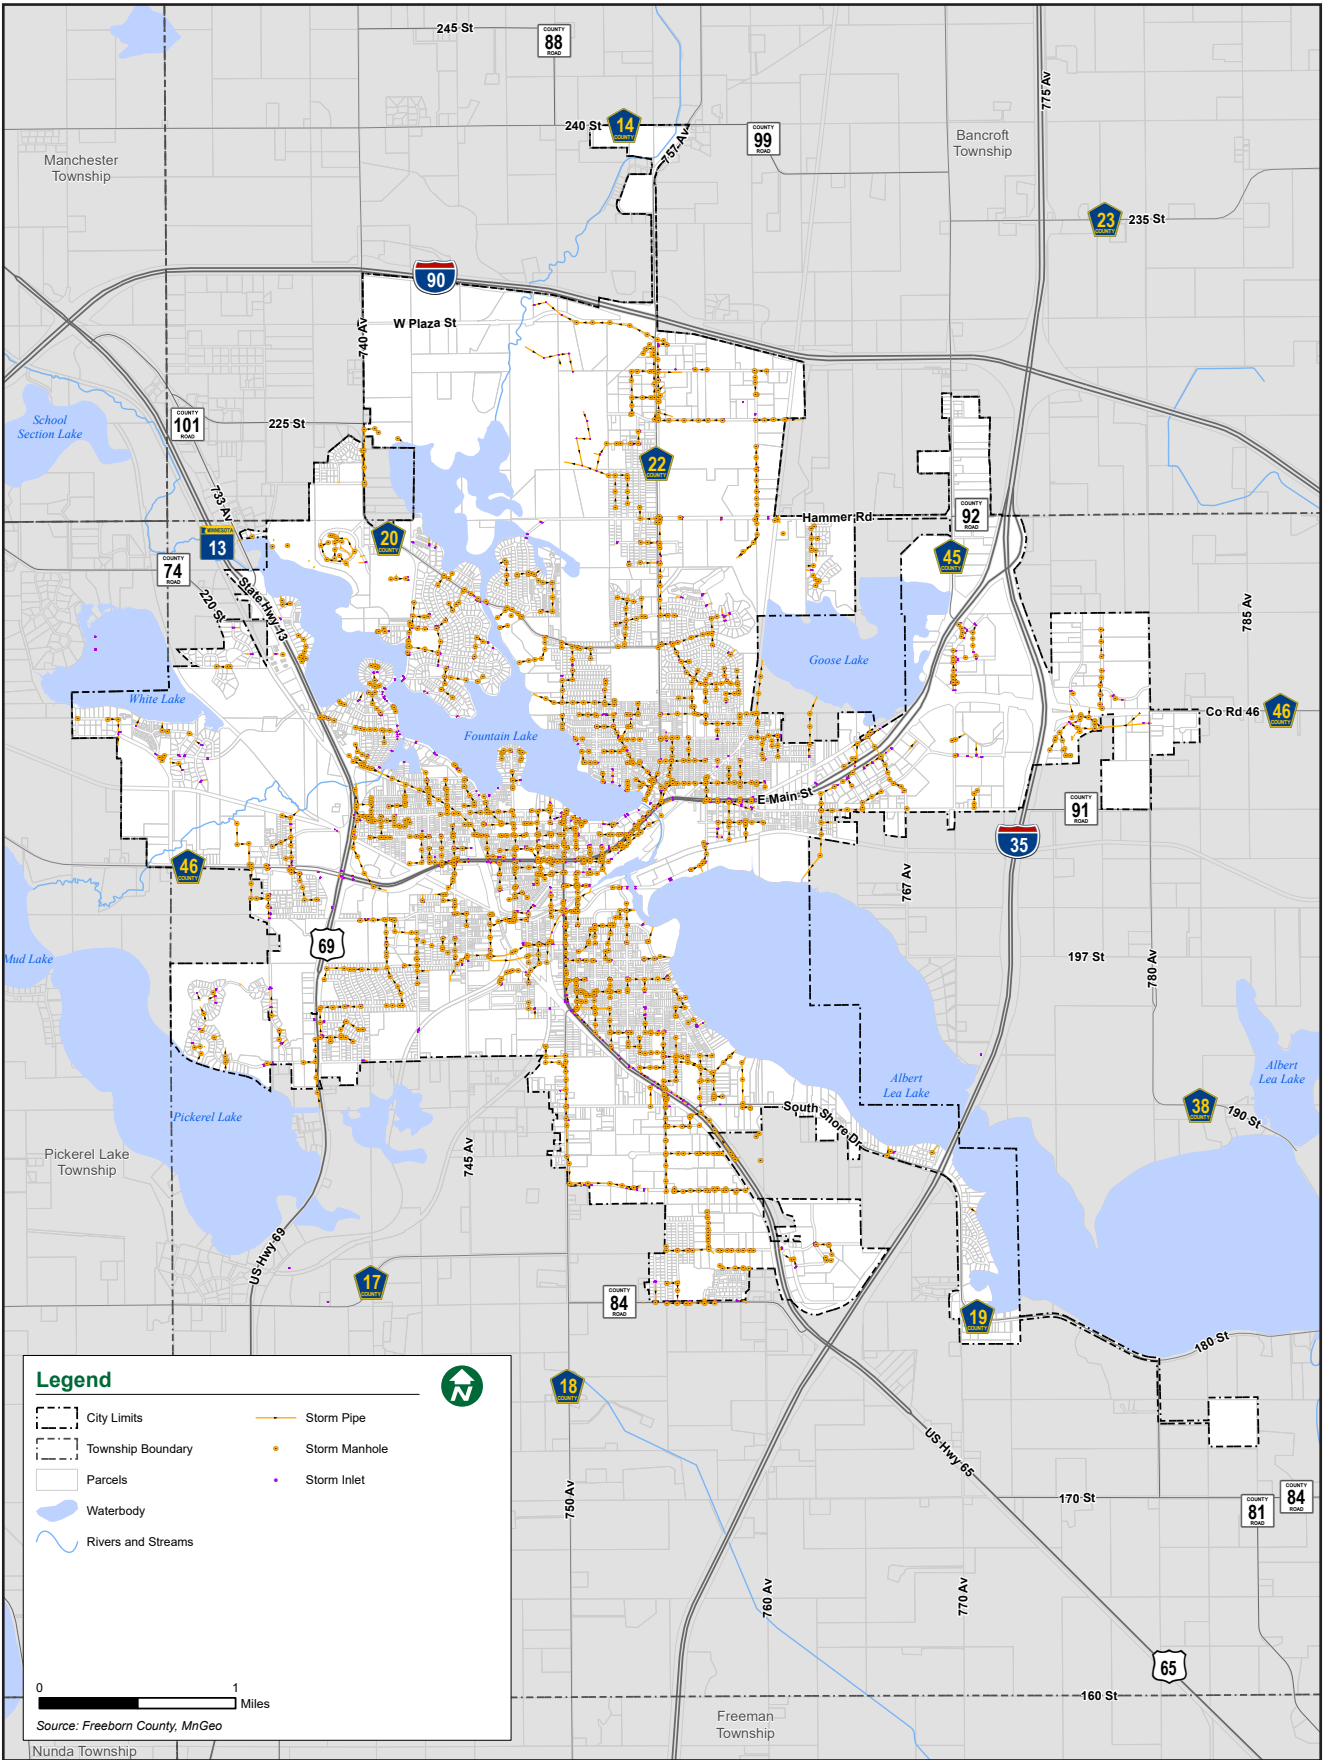 245 St
COUNTY
88
ROAD
775 Av
240 St
14
COUNTY
757 Av
COUNTY
99
ROAD
Bancroft
Township
Manchester
Township
23
COUNTY
235 St
90
W Plaza St
740 Av
School
Section Lake
COUNTY
101
ROAD
225 St
22
COUNTY
733 Av
MINNESOTA
13
20
COUNTY
Hammer Rd
COUNTY
92
ROAD
45
COUNTY
COUNTY
74
ROAD
220 St
State Hwy 13
785 Av
Goose Lake
White Lake
Fountain Lake
Co Rd 46
46
COUNTY
E Main St
COUNTY
91
ROAD
35
46
COUNTY
767 Av
69
197 St
780 Av
Mud Lake
Albert
Lea Lake
Albert
Lea Lake
38
COUNTY
190 St
Pickerel Lake
South Shore Dr
Pickerel Lake
Township
745 Av
US Hwy 69
17
COUNTY
COUNTY
84
ROAD
19
COUNTY
180 St
18
COUNTY
US Hwy 65
750 Av
170 St
COUNTY
84
ROAD
COUNTY
81
ROAD
760 Av
770 Av
65
160 St
Freeman
Township
Legend
N
City Limits
Township Boundary
Parcels
Waterbody
Rivers and Streams
Storm Pipe
Storm Manhole
Storm Inlet
0 1
Miles
Source: Freeborn County, MnGeo
Nunda Township